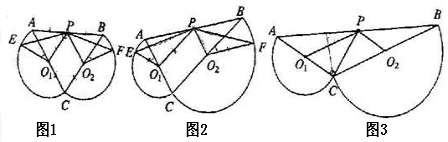 A P B E F O₁ O₂ C
A P B E F O₁ O₂ C
A P B O₁ O₂ C
图1 图2 图3